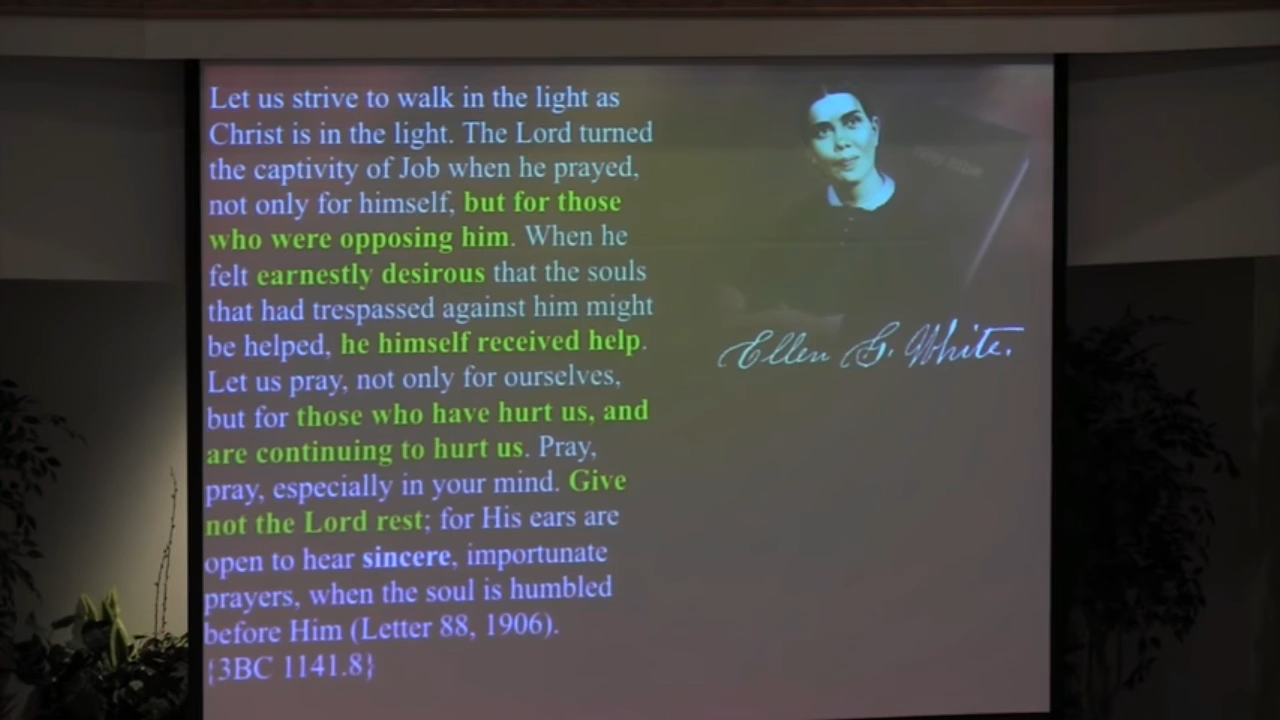 Let us strive to walk in the light as
Christ is in the light. The Lord turned
the captivity of Job when he prayed,
not only for himself, but for those
who were opposing him. When he
felt earnestly desirous that the souls
that had trespassed against him might
be helped, he himself received help.
Let us pray, not only for ourselves,
but for those who have hurt us, and
are continuing to hurt us. Pray,
pray, especially in your mind. Give
not the Lord rest; for His ears are
open to hear sincere, importunate
prayers, when the soul is humbled
before Him (Letter 88, 1906).
{3BC 1141.8}
Ellen G. White.